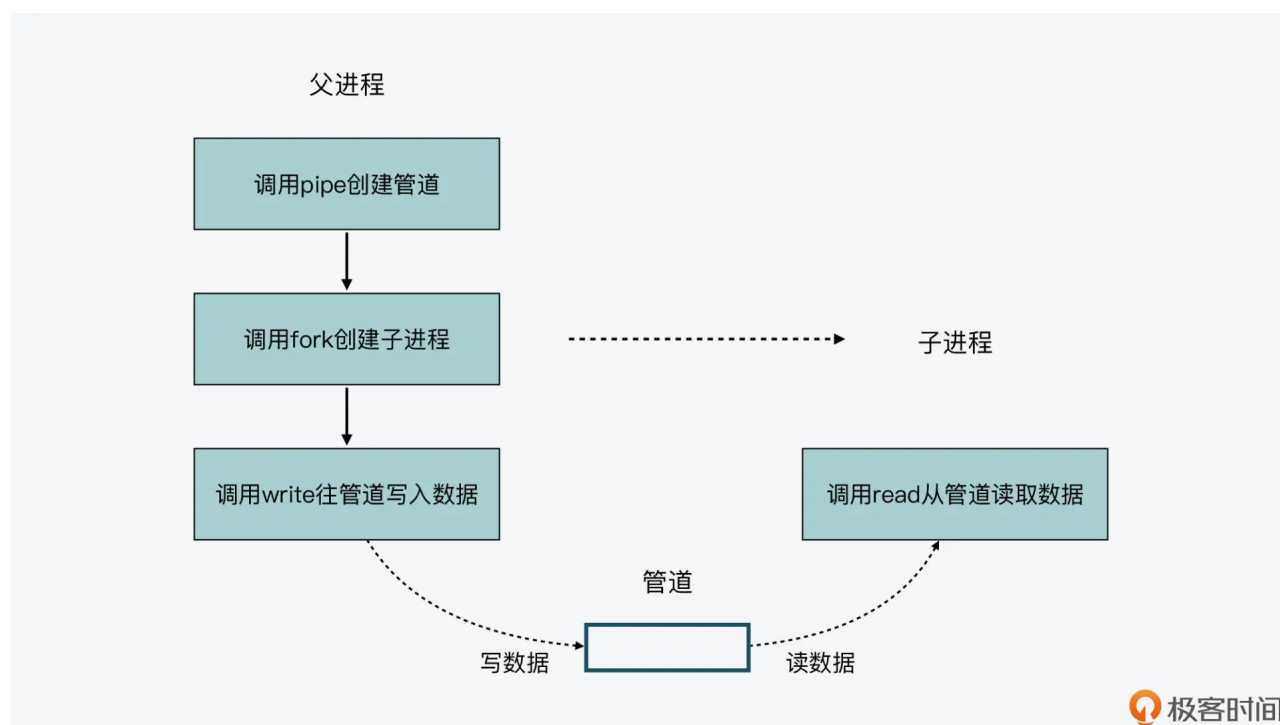 父进程
调用pipe创建管道
调用fork创建子进程
子进程
调用write往管道写入数据
调用read从管道读取数据
管道
写数据
读数据
极客时间